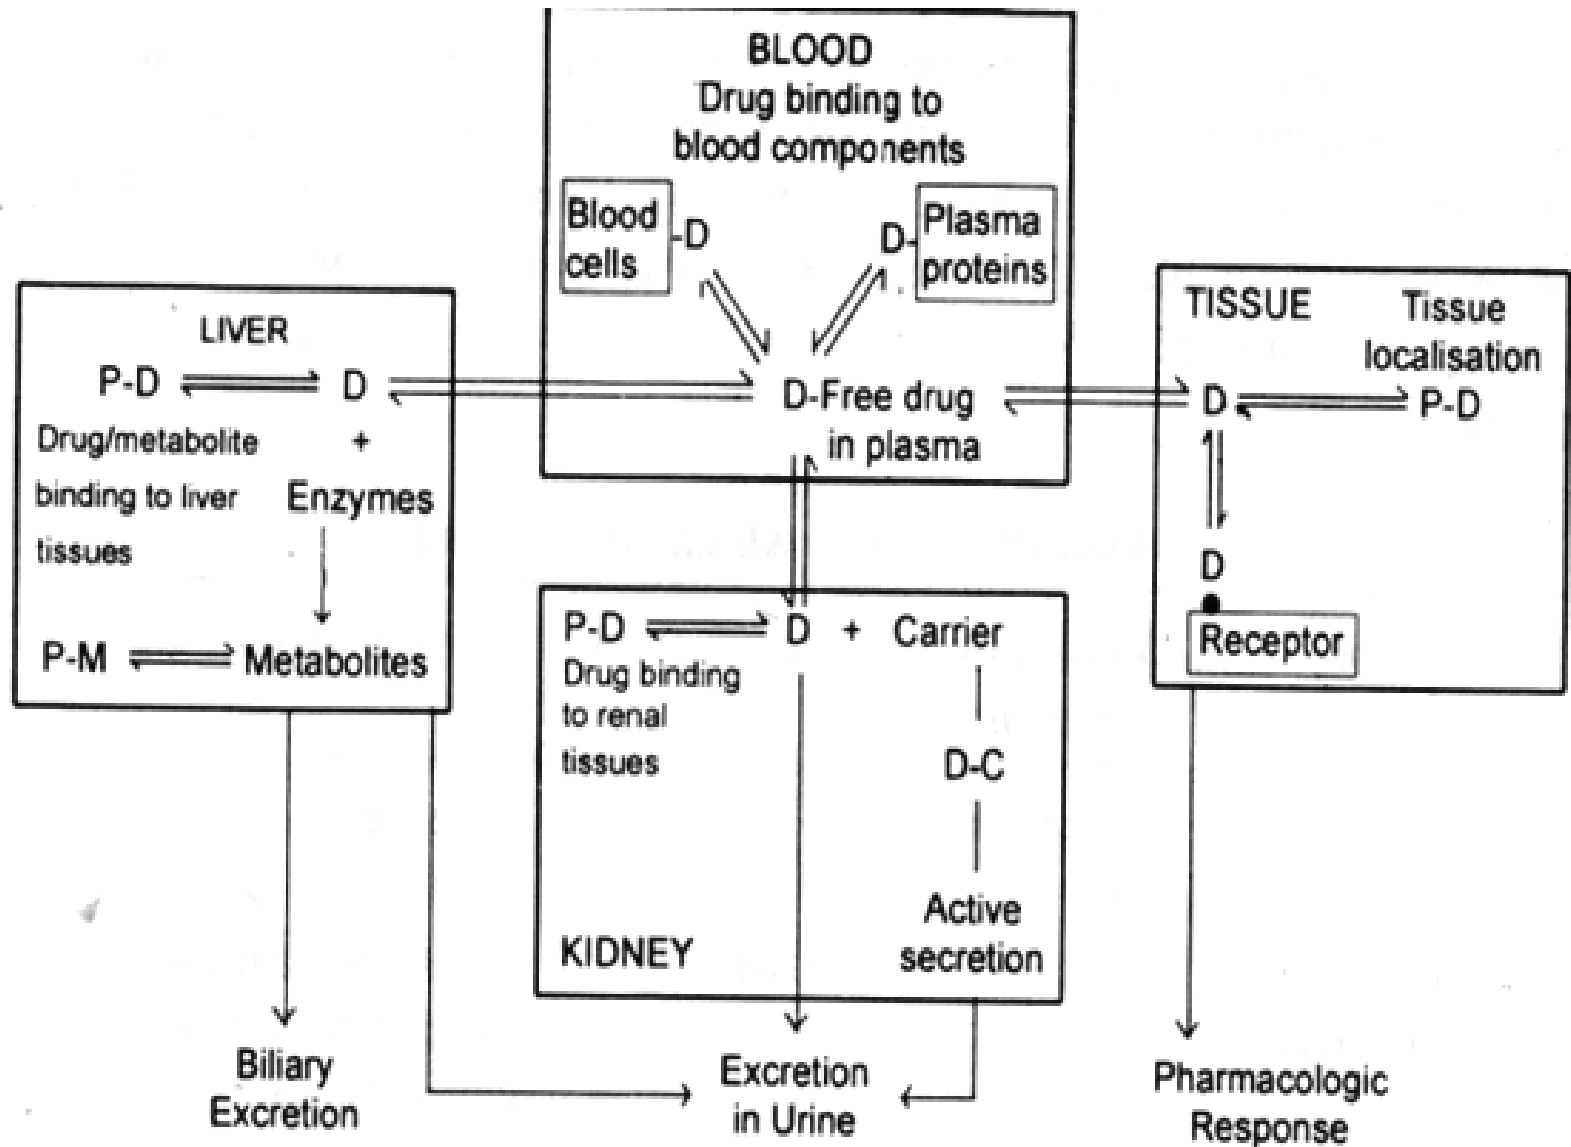 BLOOD
Drug binding to
blood components
Blood
cells
-D
D-
Plasma
proteins
D-Free drug
in plasma
LIVER
P-D
D
Drug/metabolite
binding to liver
tissues
+
Enzymes
P-M
Metabolites
TISSUE
Tissue
localisation
D
P-D
D
Receptor
P-D
D + Carrier
Drug binding
to renal
tissues
D-C
Active
secretion
KIDNEY
Biliary
Excretion
Excretion
in Urine
Pharmacologic
Response